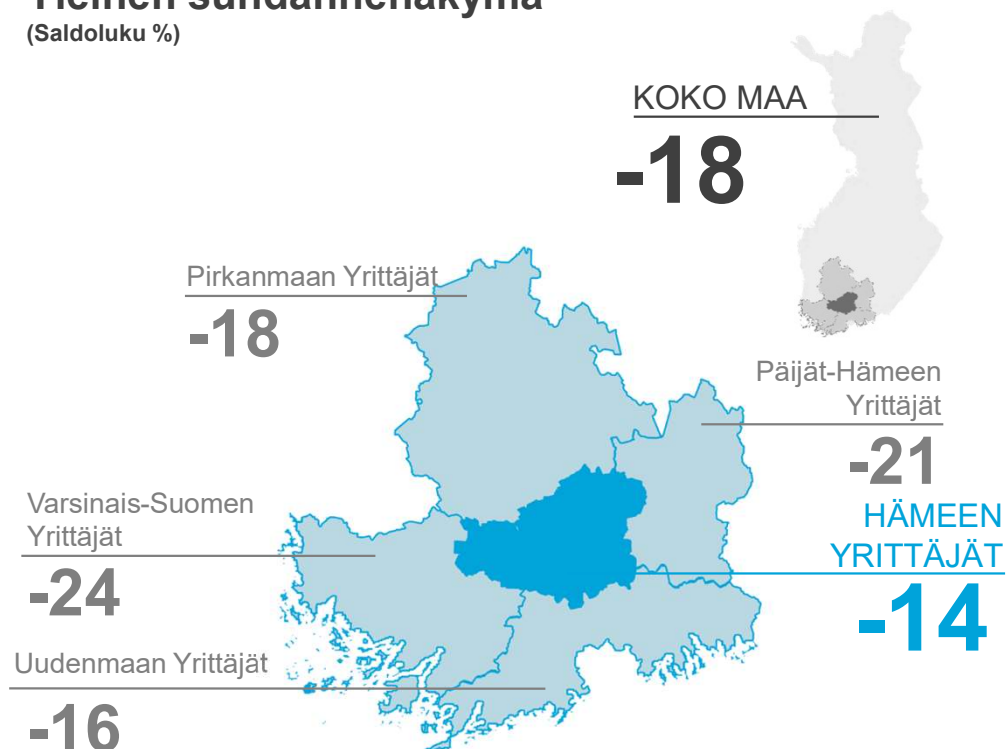 (Saldoluku %)
KOKO MAA
-18
Pirkanmaan Yrittäjät
-18
Päijät-Hämeen
Yrittäjät
-21
Varsinais-Suomen
Yrittäjät
-24
HÄMEEN
YRITTÄJÄT
-14
Uudenmaan Yrittäjät
-16